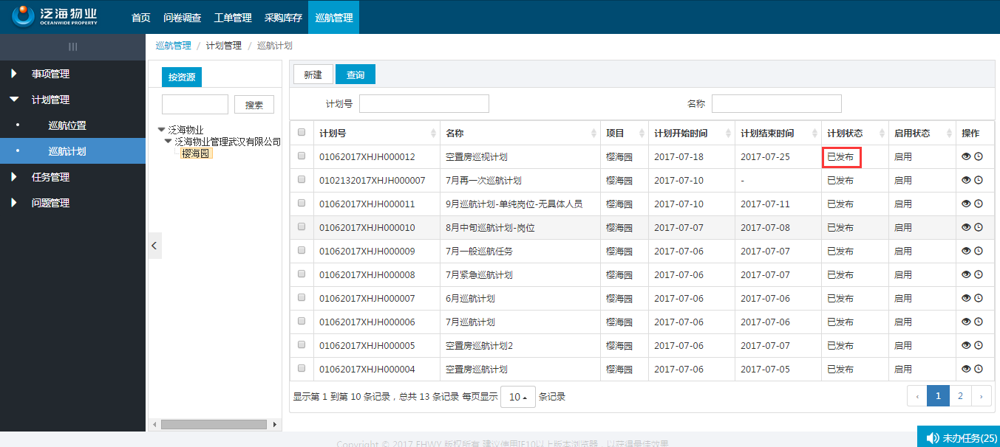 泛海物业 首页 问卷调查 工单管理 采购库存 巡航管理
OCEANWIDE PROPERTY
巡航管理 / 计划管理 / 巡航计划
事项管理
计划管理
巡航位置
巡航计划
任务管理
问题管理
按资源
搜索
泛海物业
泛海物业管理武汉有限公司
樱海园
新建 查询
计划号 名称
计划号 名称 项目 计划开始时间 计划结束时间 计划状态 启用状态 操作
01062017XHJH000012 空置房巡视计划 樱海园 2017-07-18 2017-07-25 已发布 启用
0102132017XHJH000007 7月再一次巡航计划 樱海园 2017-07-10 - 已发布 启用
01062017XHJH000011 9月巡航计划-单纯岗位-无具体人员 樱海园 2017-07-10 2017-07-11 已发布 启用
01062017XHJH000010 8月中旬巡航计划-岗位 樱海园 2017-07-07 2017-07-08 已发布 启用
01062017XHJH000009 7月一般巡航任务 樱海园 2017-07-06 2017-07-07 已发布 启用
01062017XHJH000008 7月紧急巡航计划 樱海园 2017-07-06 2017-07-07 已发布 启用
01062017XHJH000007 6月巡航计划 樱海园 2017-07-06 2017-07-07 已发布 启用
01062017XHJH000006 7月巡航计划 樱海园 2017-07-06 2017-07-06 已发布 启用
01062017XHJH000005 空置房巡航计划2 樱海园 2017-07-06 2017-07-07 已发布 启用
01062017XHJH000004 空置房巡航计划 樱海园 2017-07-06 2017-07-05 已发布 启用
显示第 1 到第 10 条记录，总共 13 条记录 每页显示 10 条记录
‹ 1 2 ›
Copyright © 2017 FHWY 版权所有 建议使用IE10以上版本浏览器，以获得最佳效果
未办任务(25)